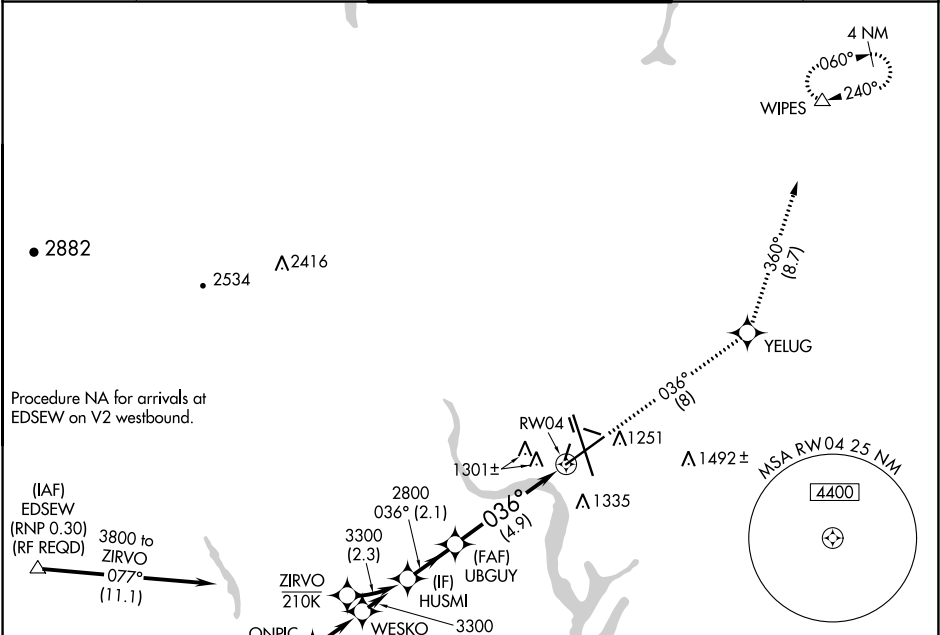 4 NM
060°
240°
WIPES
2882
2534
2416
360°
(8.7)
YELUG
Procedure NA for arrivals at
EDSEW on V2 westbound.
036°
(8)
RW04
1251
1301±
1492±
MSA RW04 25 NM
4400
1335
2800
036° (2.1)
036°
(4.9)
(IAF)
EDSEW
(RNP 0.30)
(RF REQD)
3800 to
ZIRVO
077°
(11.1)
3300
(2.3)
(FAF)
UBGUY
ZIRVO
210K
(IF)
HUSMI
3300
WESKO
ONPIC